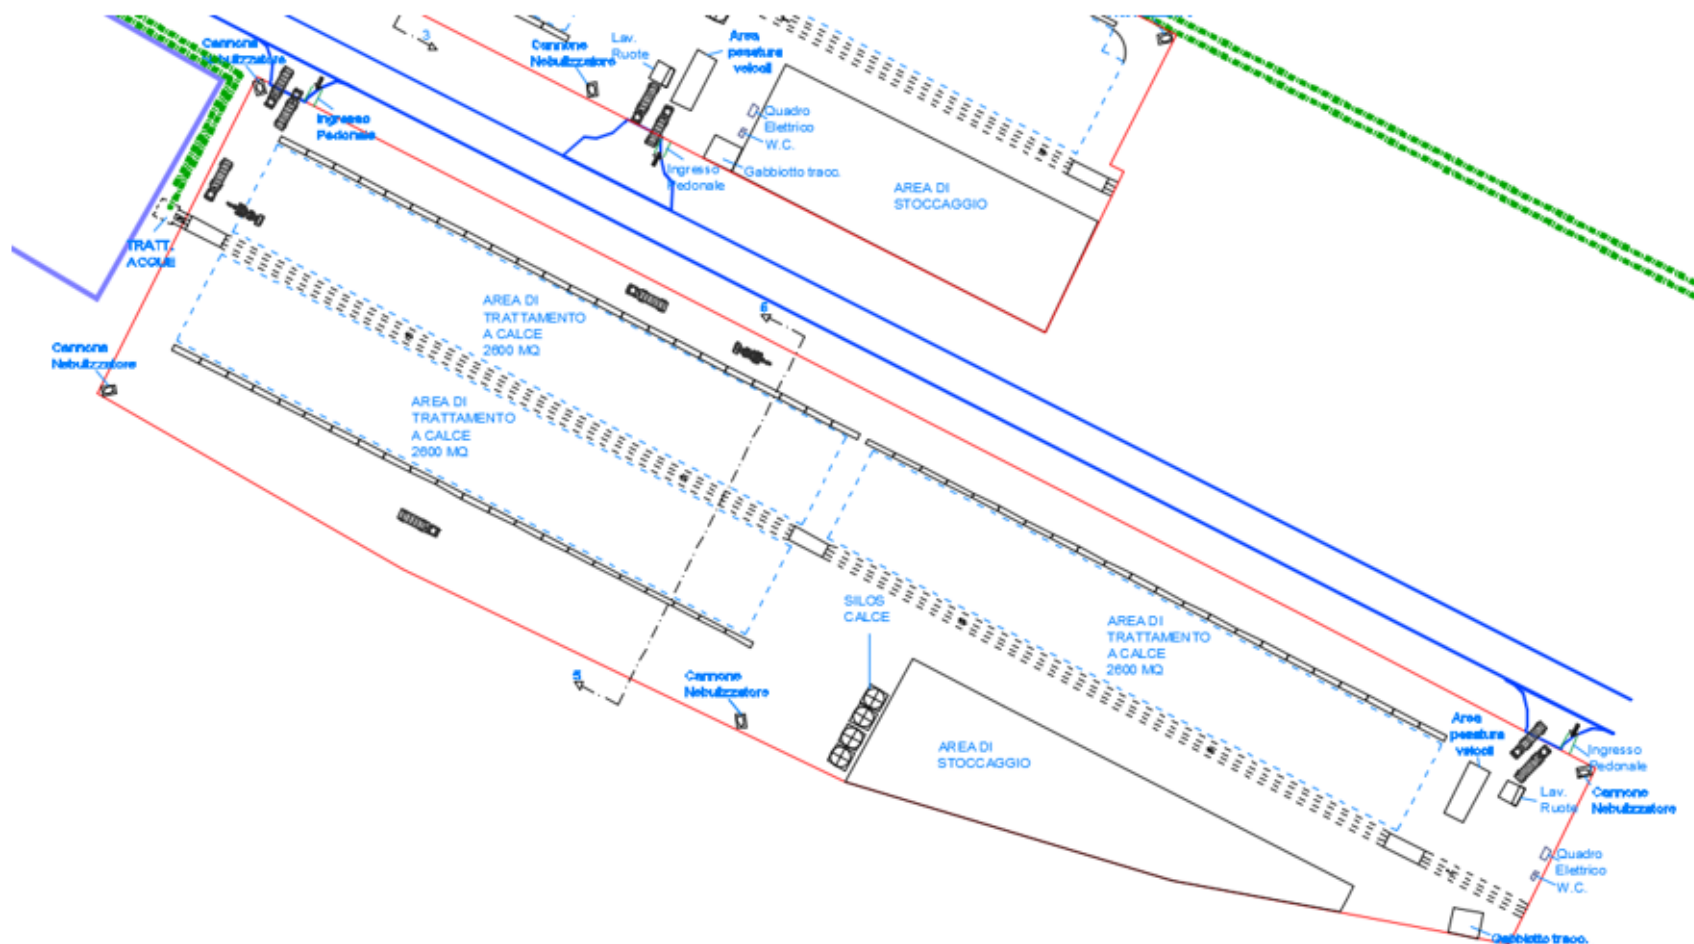 Cannone
Nebulizzatore
Ingresso
Pedonale
TRATT.
ACQUE
Cannone
Nebulizzatore
3
Cannone
Nebulizzatore
Lav.
Ruote
Area
pesatura
veicoli
Quadro
Elettrico
W.C.
Gabbiotto tracc.
Ingresso
Pedonale
AREA DI
STOCCAGGIO
AREA DI
TRATTAMENTO
A CALCE
2600 MQ
AREA DI
TRATTAMENTO
A CALCE
2600 MQ
SILOS
CALCE
AREA DI
TRATTAMENTO
A CALCE
2600 MQ
Cannone
Nebulizzatore
AREA DI
STOCCAGGIO
Area
pesatura
veicoli
Ingresso
Pedonale
Lav.
Ruote
Cannone
Nebulizzatore
Quadro
Elettrico
W.C.
Gabbiotto tracc.